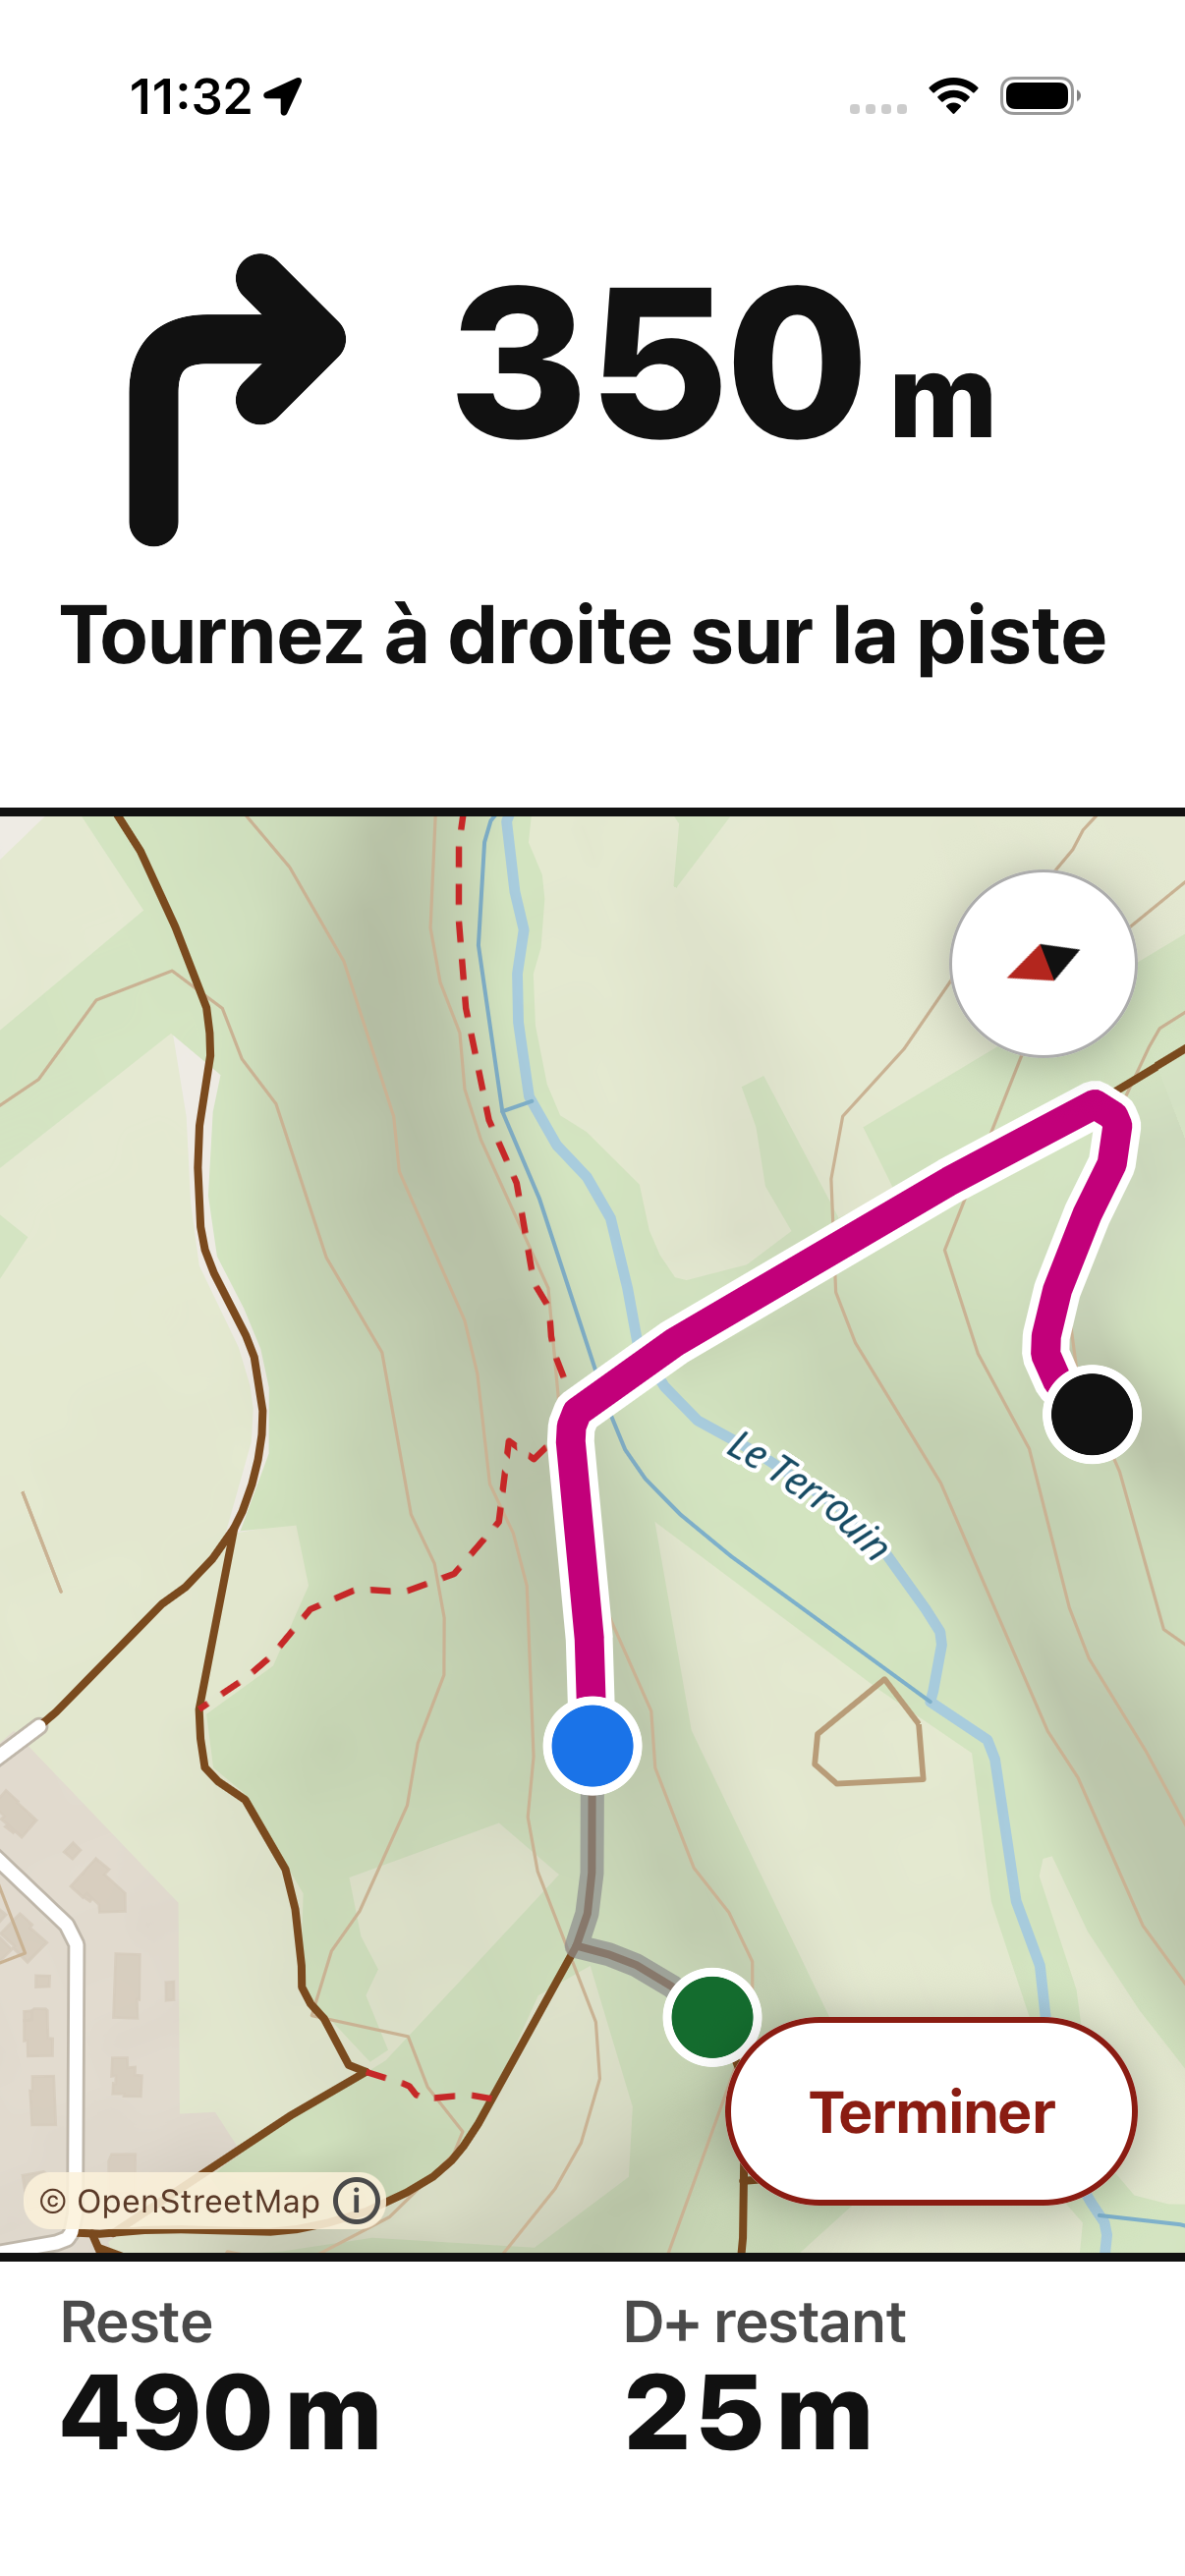 11:32
350 m
Tournez à droite sur la piste
Le Terrouin
Terminer
© OpenStreetMap i
Reste
490 m
D+ restant
25 m